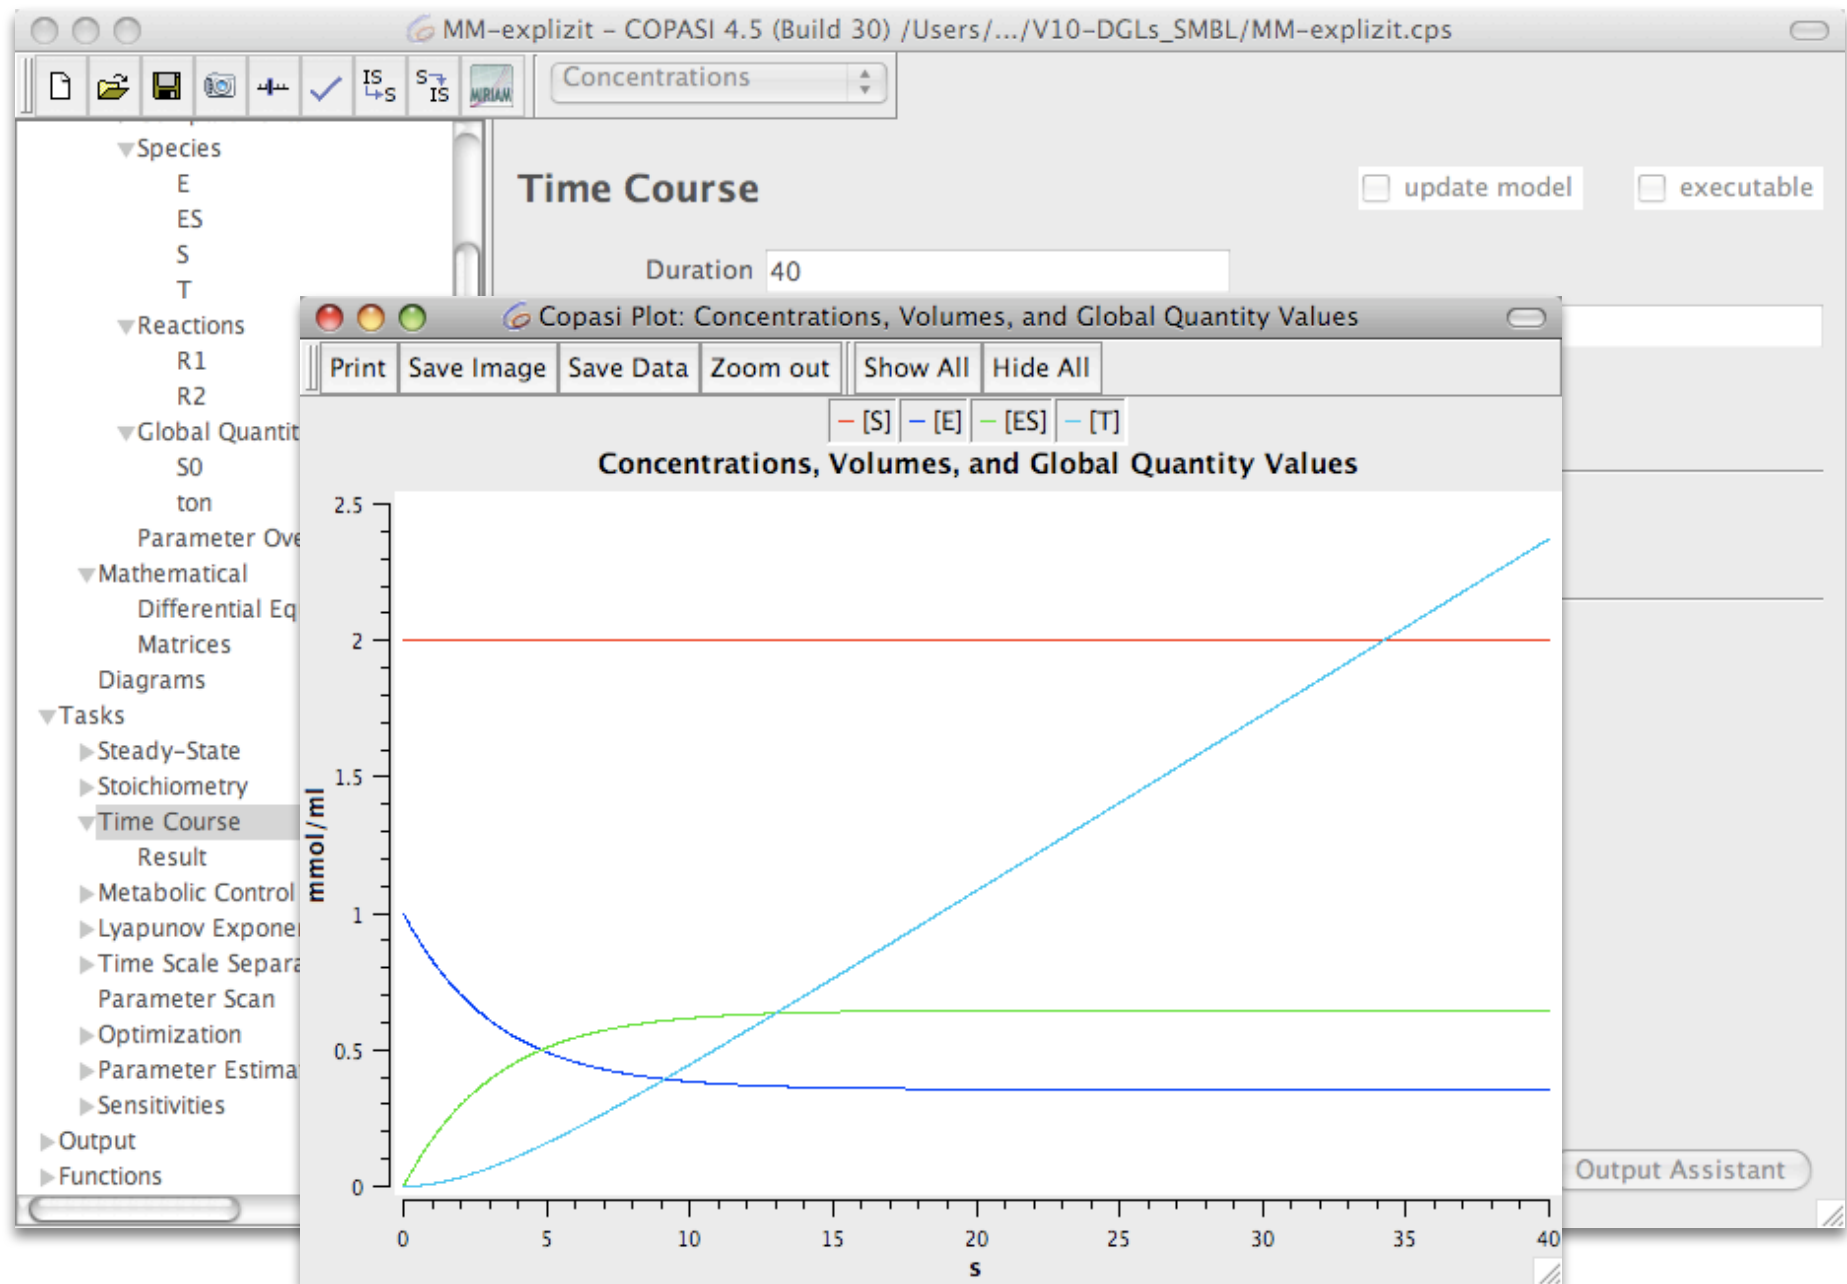 MM-explizit - COPASI 4.5 (Build 30) /Users/.../V10-DGLs_SMBL/MM-explizit.cps
IS S
S IS
MIRIAM
Concentrations
Species
E
ES
S
T
Reactions
R1
R2
Global Quantit
S0
ton
Parameter Ove
Mathematical
Differential Eq
Matrices
Diagrams
Tasks
Steady-State
Stoichiometry
Time Course
Result
Metabolic Control
Lyapunov Expone
Time Scale Separa
Parameter Scan
Optimization
Parameter Estima
Sensitivities
Output
Functions
Time Course
update model
executable
Duration 40
Copasi Plot: Concentrations, Volumes, and Global Quantity Values
Print Save Image Save Data Zoom out Show All Hide All
[S] [E] [ES] [T]
Concentrations, Volumes, and Global Quantity Values
2.5
2
1.5
1
0.5
0
mmol/ml
0 5 10 15 20 25 30 35 40
s
Output Assistant